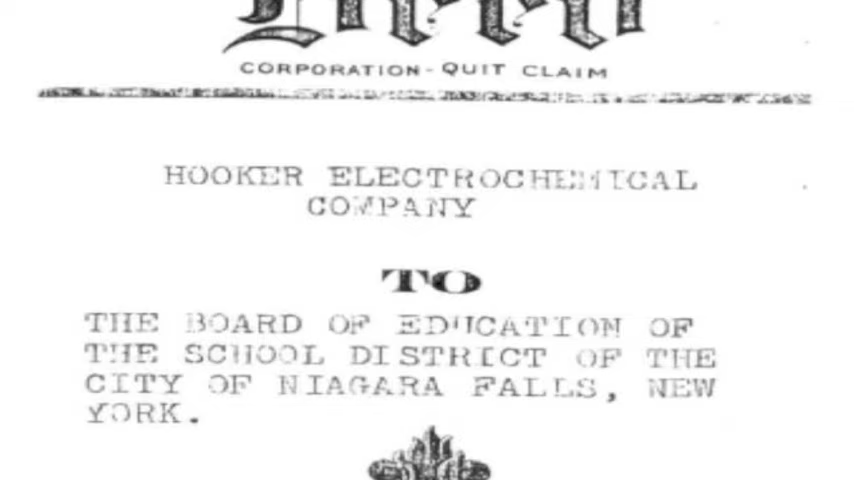 Deed
CORPORATION - QUIT CLAIM
HOOKER ELECTROCHEMICAL
COMPANY
TO
THE BOARD OF EDUCATION OF
THE SCHOOL DISTRICT OF THE
CITY OF NIAGARA FALLS, NEW
YORK.